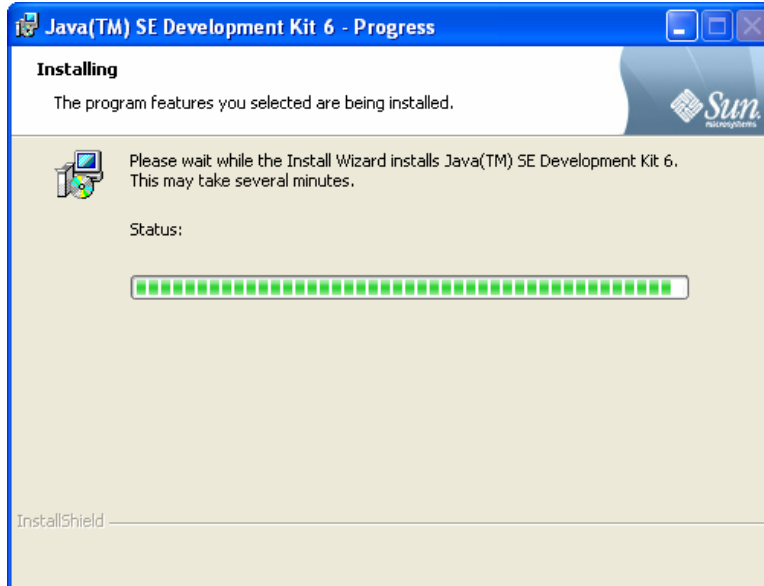 Java(TM) SE Development Kit 6 - Progress
Installing
The program features you selected are being installed.
Sun.
microsystems
Please wait while the Install Wizard installs Java(TM) SE Development Kit 6.
This may take several minutes.
Status:
InstallShield